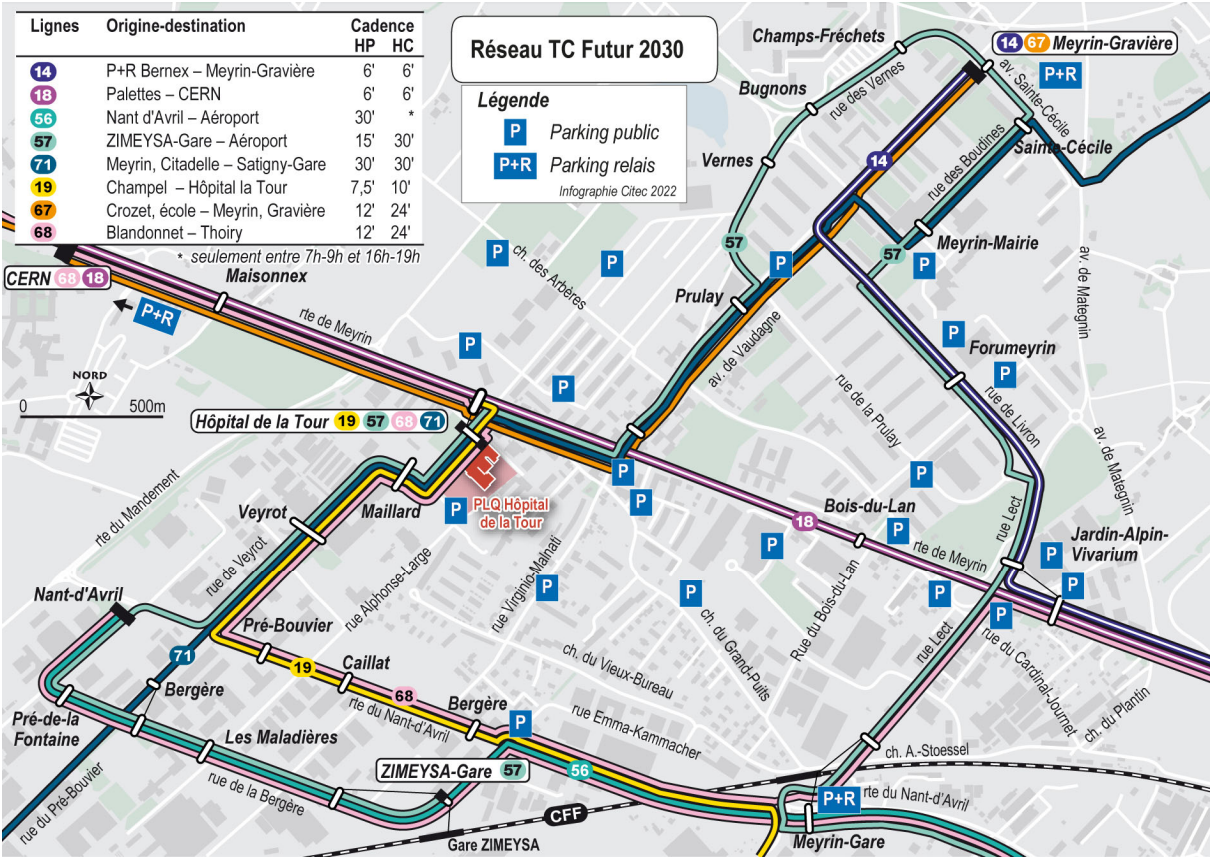 Lignes Origine-destination Cadence
HP HC
14 P+R Bernex – Meyrin-Gravière 6' 6'
18 Palettes – CERN 6' 6'
56 Nant d'Avril – Aéroport 30' *
57 ZIMEYSA-Gare – Aéroport 15' 30'
71 Meyrin, Citadelle – Satigny-Gare 30' 30'
19 Champel – Hôpital la Tour 7,5' 10'
67 Crozet, école – Meyrin, Gravière 12' 24'
68 Blandonnet – Thoiry 12' 24'
* seulement entre 7h-9h et 16h-19h
Réseau TC Futur 2030
Légende
P Parking public
P+R Parking relais
Infographie Citec 2022
Champs-Fréchets
14 67 Meyrin-Gravière
P+R
av. Sainte-Cécile
Bugnons
rue des Vernes
Sainte-Cécile
Vernes
14
rue des Boudines
57
Meyrin-Mairie
57
P
P
P
P
ch. des Arbères
av. de Mategnin
CERN 68 18
Maisonnex
P+R
rte de Meyrin
Prulay
av. de Vaudagne
P
P
Forumeyrin
P
P
NORD
0 500m
rue de Livron
rue de la Prulay
av. de Mategnin
Hôpital de la Tour 19 57 68 71
P
P
P
PLQ Hôpital
de la Tour
P
Maillard
rte du Mandement
Veyrot
rue de Veyrot
rue Alphonse-Large
rue Virginio-Malnati
18
Bois-du-Lan
P
rte de Meyrin
rue Lect
Jardin-Alpin-
Vivarium
P
P
P
P
P
P
P
Rue du Bois-du-Lan
ch. du Grand-Puits
rue Lect
rue du Cardinal-Journet
ch. du Plantin
Nant-d'Avril
Pré-Bouvier
71
19
Caillat
68
ch. du Vieux-Bureau
Bergère
rte du Nant-d'Avril
Bergère
P
rue Emma-Kammacher
Pré-de-la
Fontaine
Les Maladières
ZIMEYSA-Gare 57
56
ch. A.-Stoessel
rue de la Bergère
rue du Pré-Bouvier
P+R
rte du Nant-d'Avril
CFF
Gare ZIMEYSA
Meyrin-Gare